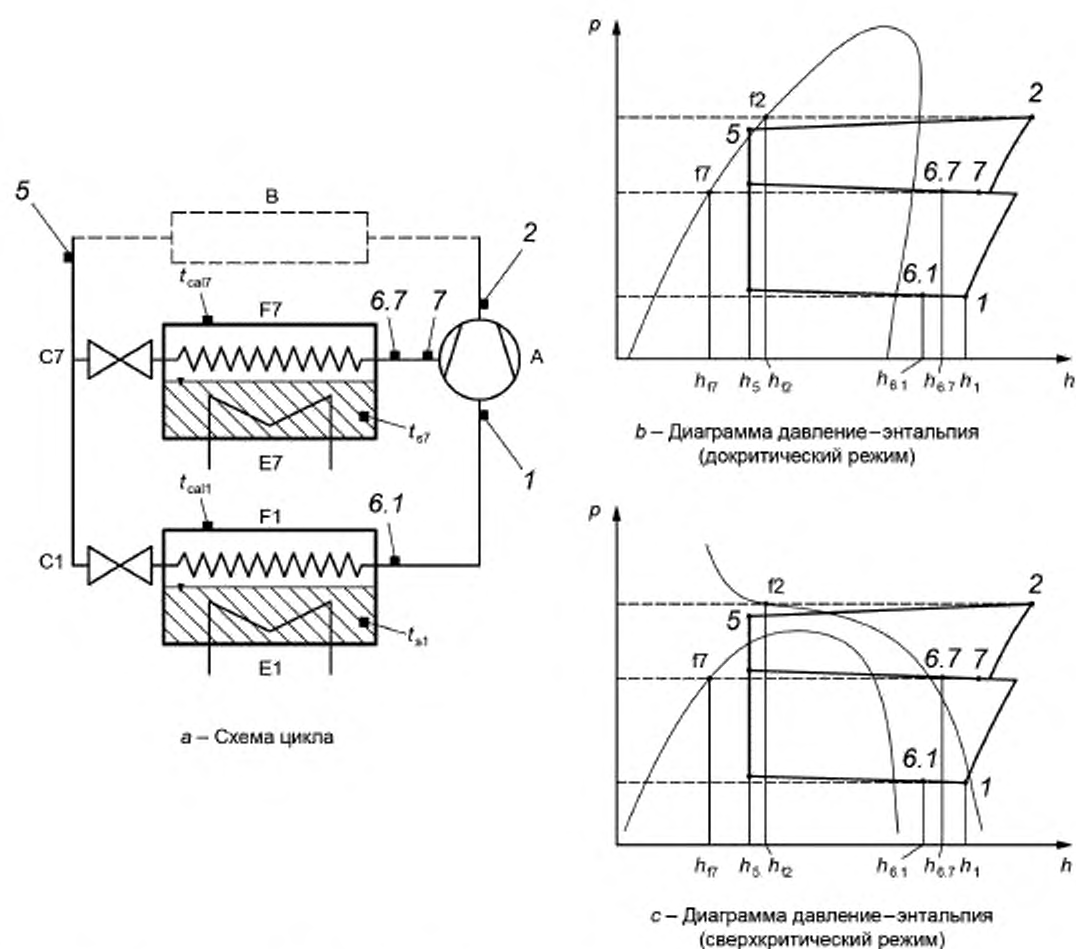 5
B
2
t_cal7
F7
6.7
7
C7
A
t_s7
E7
1
t_cal1
F1
6.1
C1
t_s1
E1
a – Схема цикла
p
f2
2
5
f7
6.7
7
6.1
1
h_f7
h_5
h_f2
h_6.1
h_6.7
h_1
h
b – Диаграмма давление–энтальпия
(докритический режим)
p
f2
2
5
f7
6.7
7
6.1
1
h_f7
h_5
h_f2
h_6.1
h_6.7
h_1
h
c – Диаграмма давление–энтальпия
(сверхкритический режим)